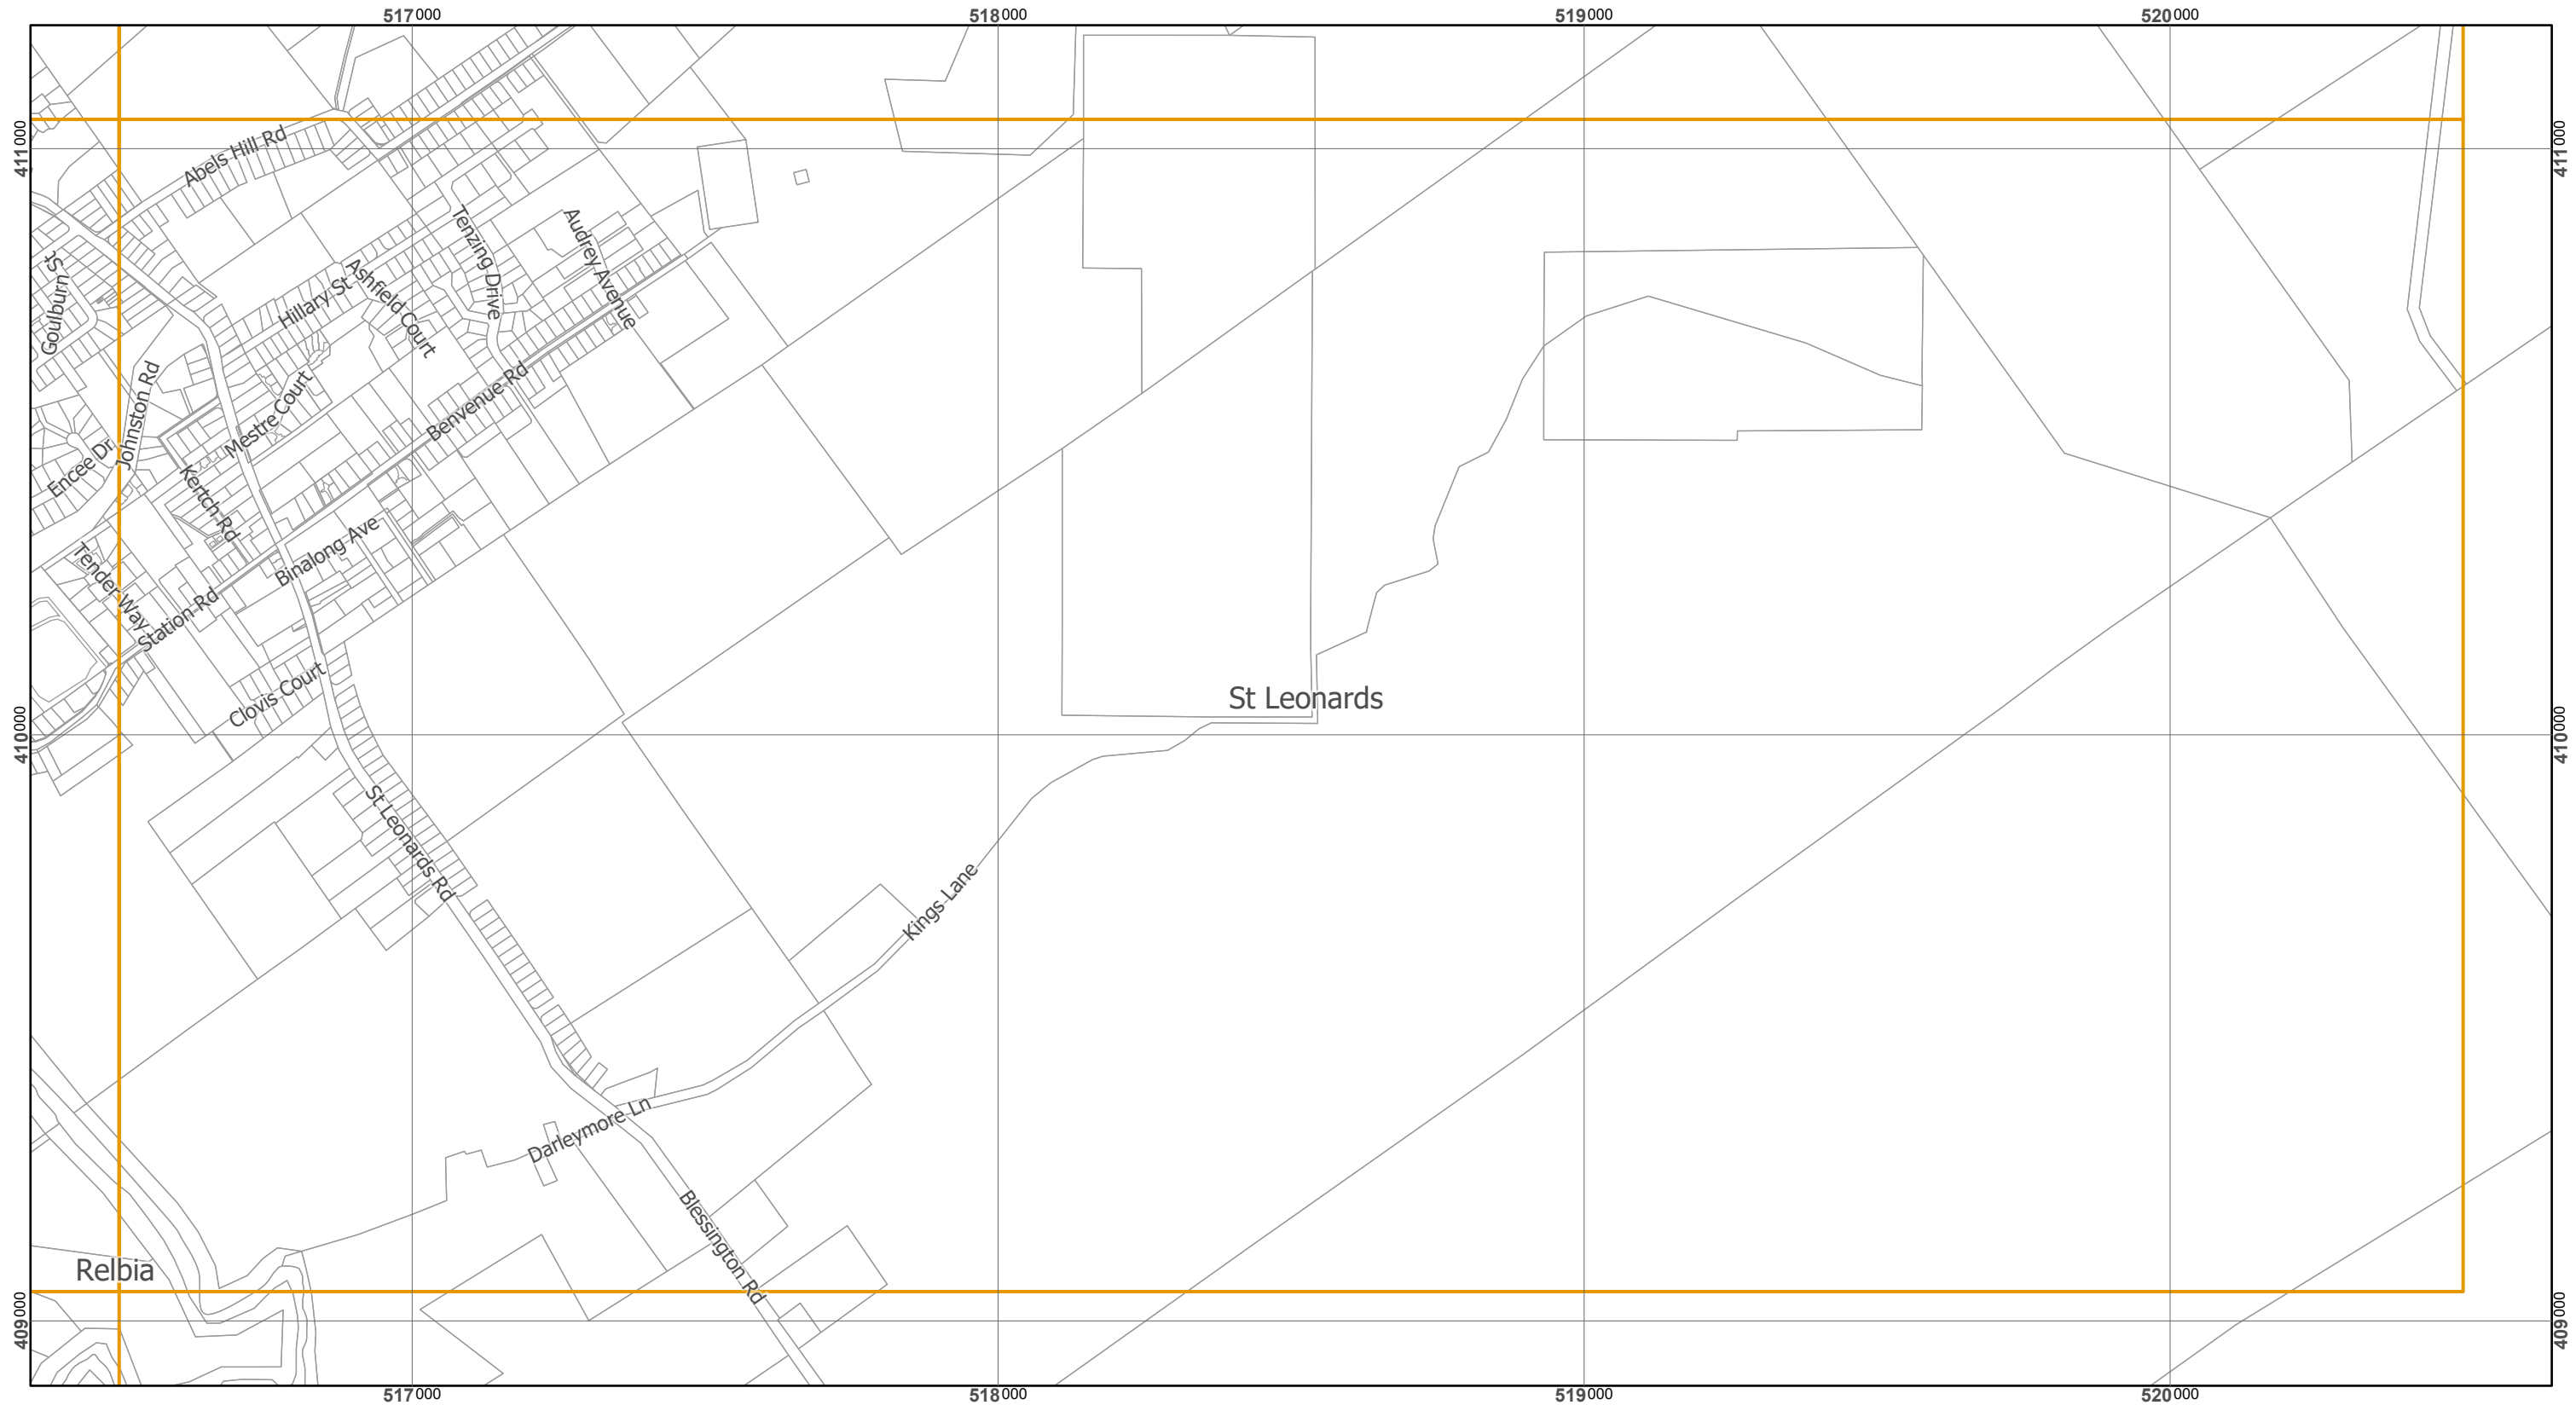 517000
518000
519000
520000
411000
411000
Abels Hill Rd
Tenzing Drive
Audrey Avenue
Goulburn St
Hillary St
Ashfield Court
Johnston Rd
Mestre Court
Benvenue Rd
Encee Dr
Kertch Rd
Binalong Ave
Tender Way
Station Rd
Clovis Court
St Leonards
410000
410000
St Leonards Rd
Kings Lane
Darleymore Ln
Blessington Rd
Relbia
409000
409000
517000
518000
519000
520000